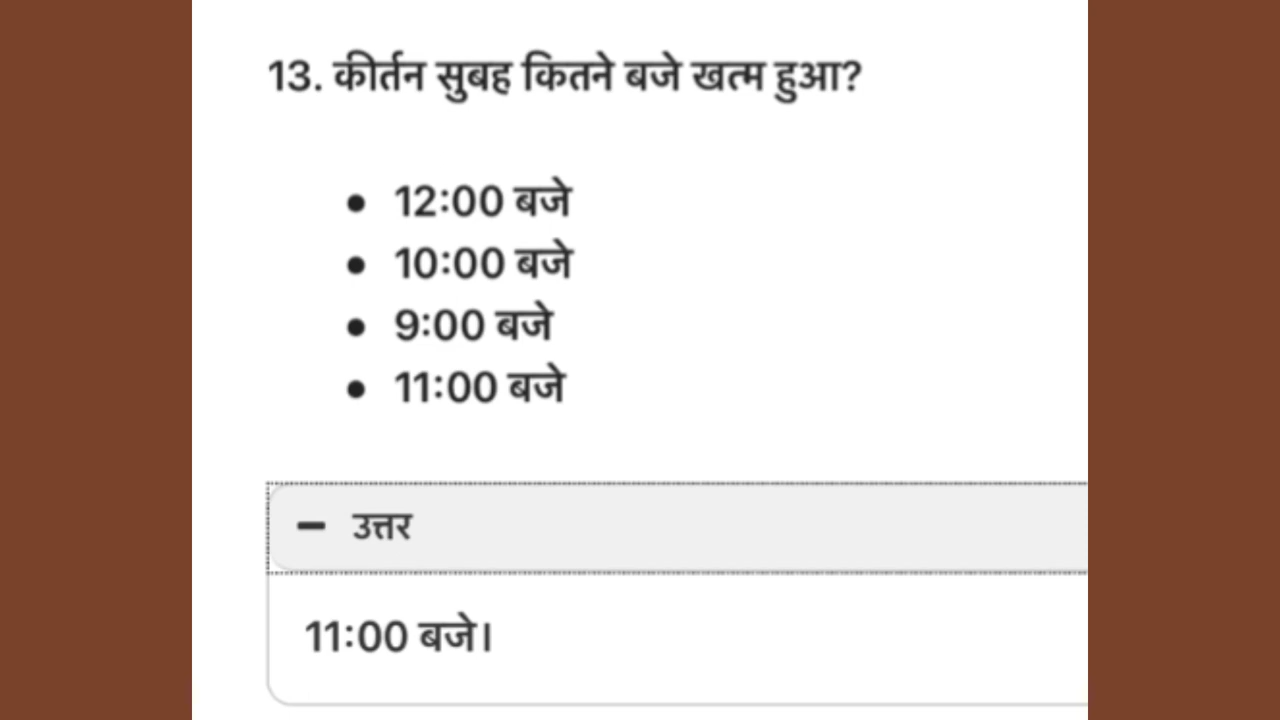 13. कीर्तन सुबह कितने बजे खत्म हुआ?
• 12:00 बजे
• 10:00 बजे
• 9:00 बजे
• 11:00 बजे
− उत्तर
11:00 बजे।